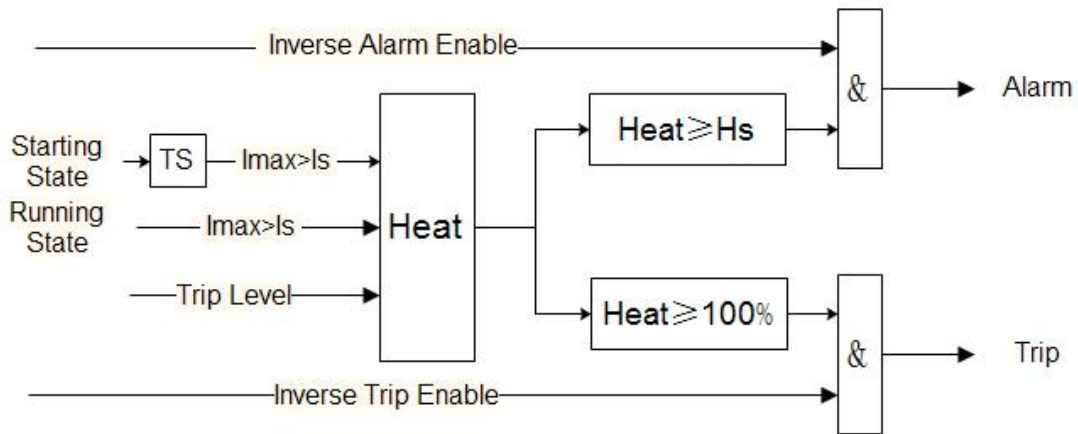 Inverse Alarm Enable
&
Alarm
Heat≥Hs
Starting
State
TS
Imax>Is
Running
State
Imax>Is
Heat
Trip Level
Heat≥100%
&
Trip
Inverse Trip Enable